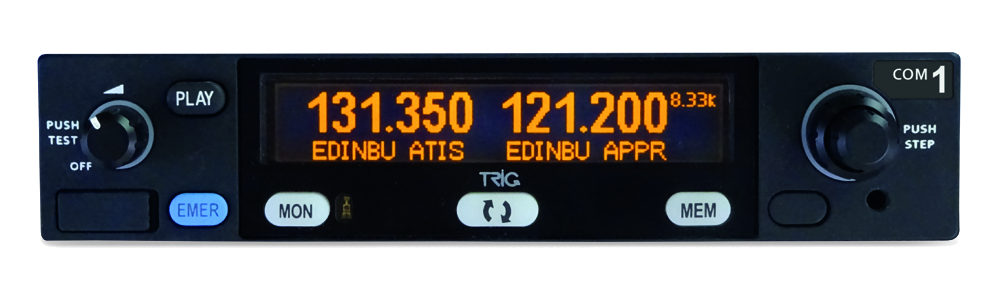 COM 1
PLAY
PUSH
TEST
OFF
131.350 121.200 8.33k
EDINBU ATIS EDINBU APPR
PUSH
STEP
TRIG
EMER
MON
MEM